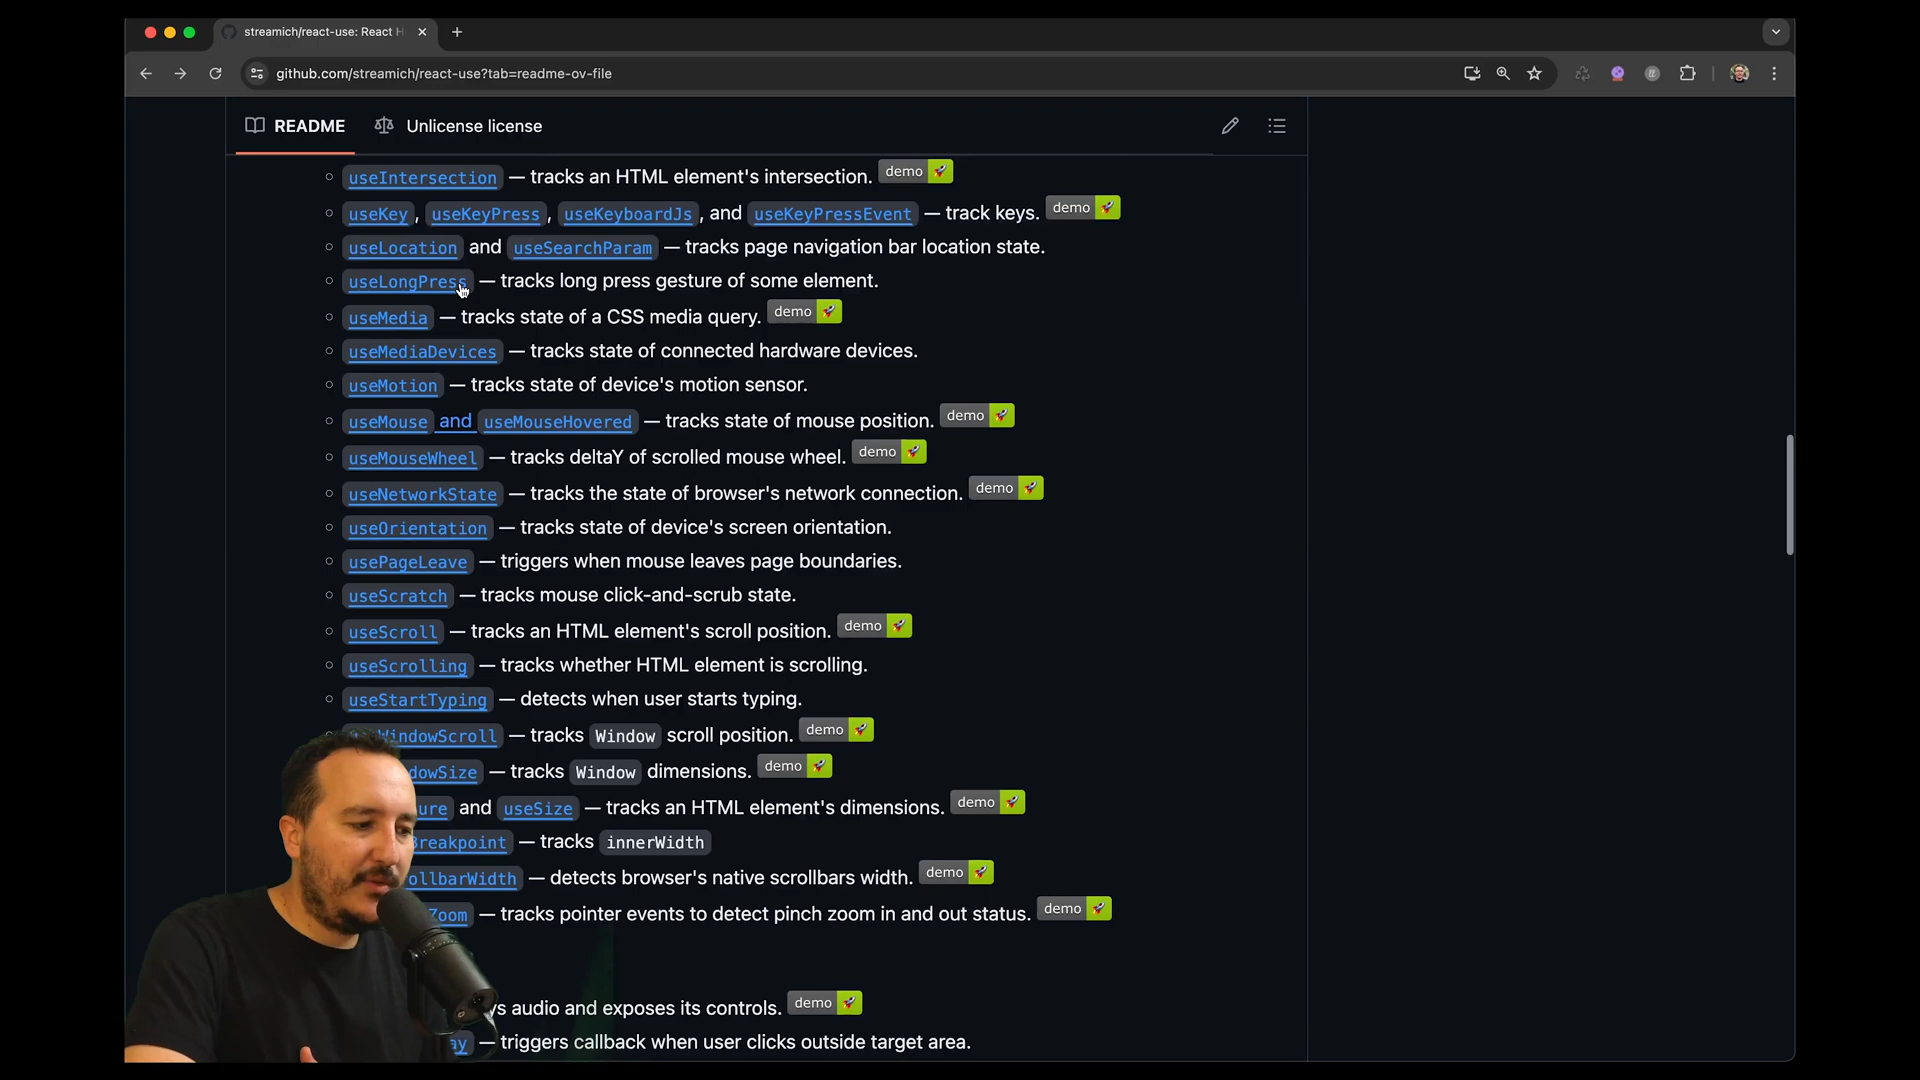 streamich/react-use: React H
github.com/streamich/react-use?tab=readme-ov-file
README Unlicense license
useIntersection — tracks an HTML element's intersection. demo
useKey, useKeyPress, useKeyboardJs, and useKeyPressEvent — track keys. demo
useLocation and useSearchParam — tracks page navigation bar location state.
useLongPress — tracks long press gesture of some element.
useMedia — tracks state of a CSS media query. demo
useMediaDevices — tracks state of connected hardware devices.
useMotion — tracks state of device's motion sensor.
useMouse and useMouseHovered — tracks state of mouse position. demo
useMouseWheel — tracks deltaY of scrolled mouse wheel. demo
useNetworkState — tracks the state of browser's network connection. demo
useOrientation — tracks state of device's screen orientation.
usePageLeave — triggers when mouse leaves page boundaries.
useScratch — tracks mouse click-and-scrub state.
useScroll — tracks an HTML element's scroll position. demo
useScrolling — tracks whether HTML element is scrolling.
useStartTyping — detects when user starts typing.
WindowScroll — tracks Window scroll position. demo
dowSize — tracks Window dimensions. demo
ure and useSize — tracks an HTML element's dimensions. demo
Breakpoint — tracks innerWidth
ollbarWidth — detects browser's native scrollbars width. demo
Zoom — tracks pointer events to detect pinch zoom in and out status. demo
ys audio and exposes its controls. demo
ay — triggers callback when user clicks outside target area.